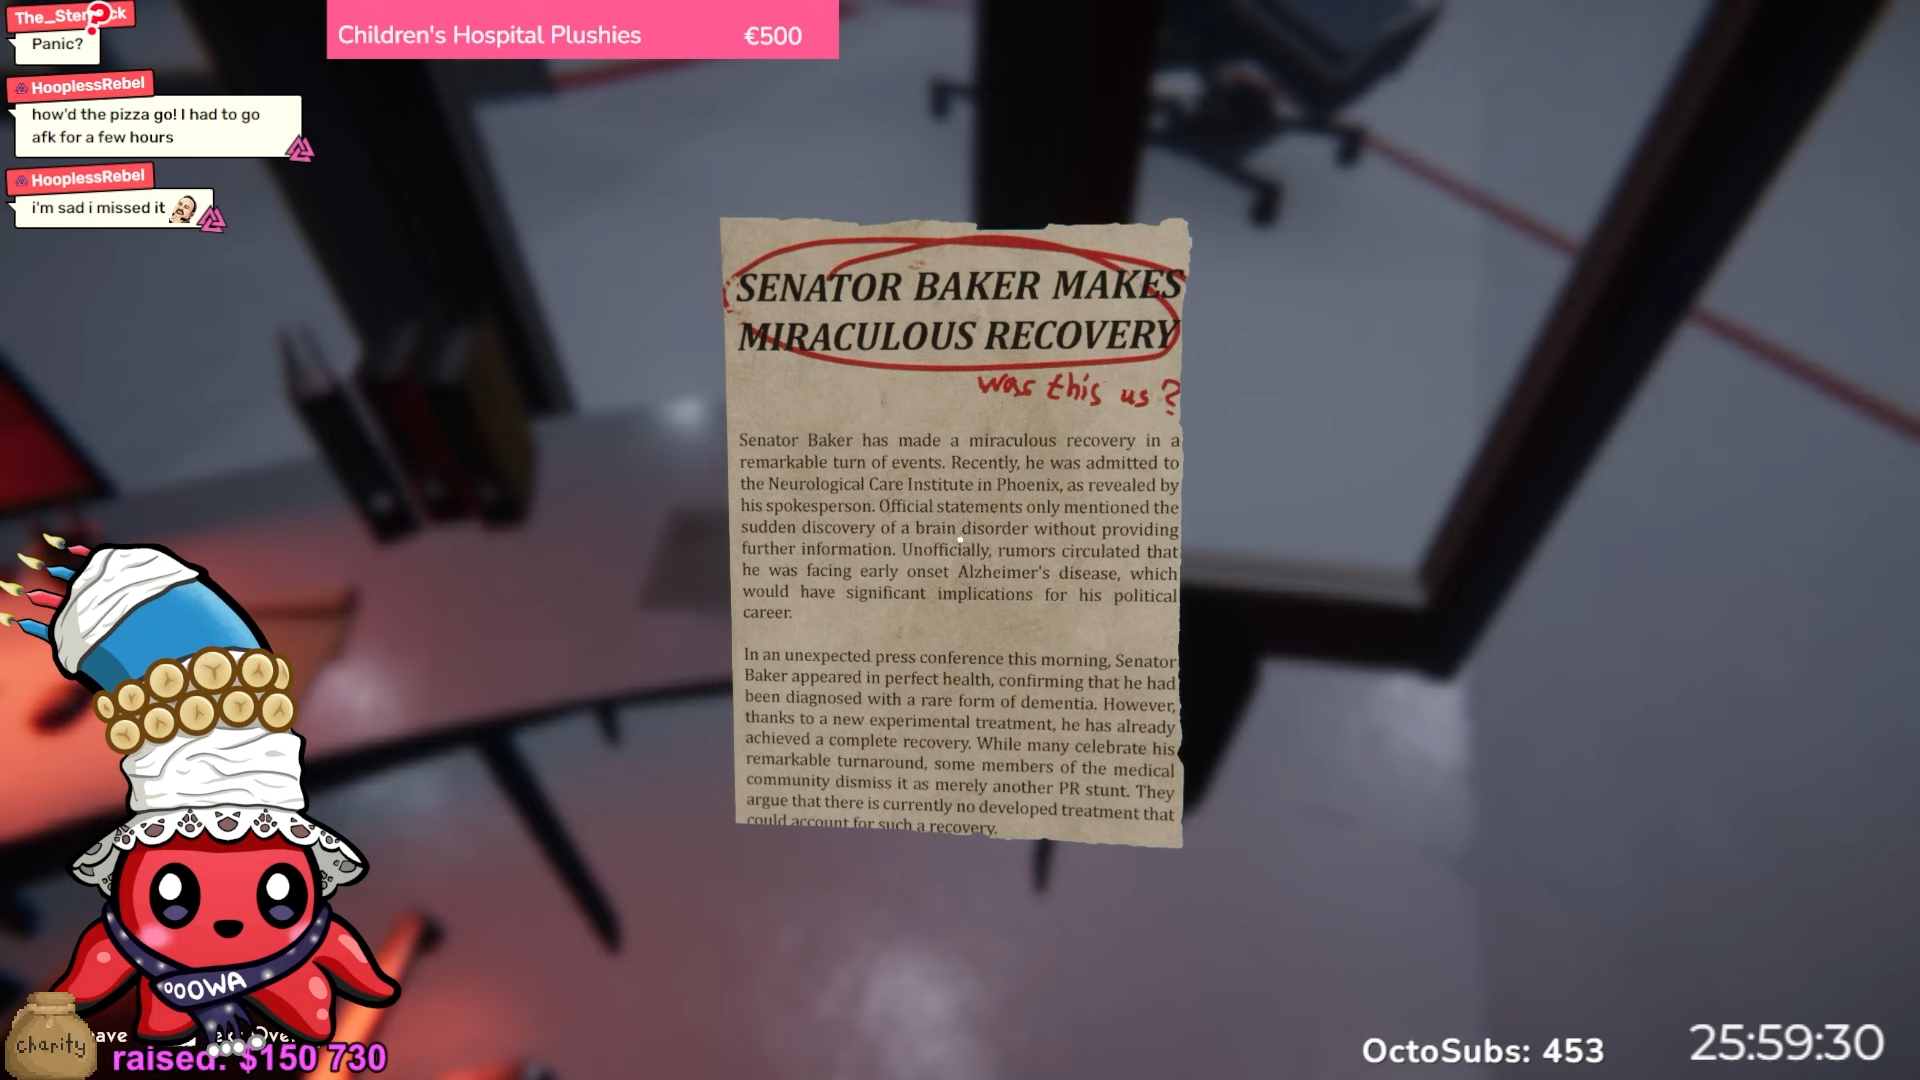 The_Ster ck
Panic?
HooplessRebel
how'd the pizza go! I had to go
afk for a few hours
HooplessRebel
i'm sad i missed it
Children's Hospital Plushies €500
SENATOR BAKER MAKES
MIRACULOUS RECOVERY
was this us?
Senator Baker has made a miraculous recovery in a
remarkable turn of events. Recently, he was admitted to
the Neurological Care Institute in Phoenix, as revealed by
his spokesperson. Official statements only mentioned the
sudden discovery of a brain disorder without providing
further information. Unofficially, rumors circulated that
he was facing early onset Alzheimer's disease, which
would have significant implications for his political
career.
In an unexpected press conference this morning, Senator
Baker appeared in perfect health, confirming that he had
been diagnosed with a rare form of dementia. However,
thanks to a new experimental treatment, he has already
achieved a complete recovery. While many celebrate his
remarkable turnaround, some members of the medical
community dismiss it as merely another PR stunt. They
argue that there is currently no developed treatment that
could account for such a recovery.
oOOWA
charity
raised: $150 730
OctoSubs: 453
25:59:30